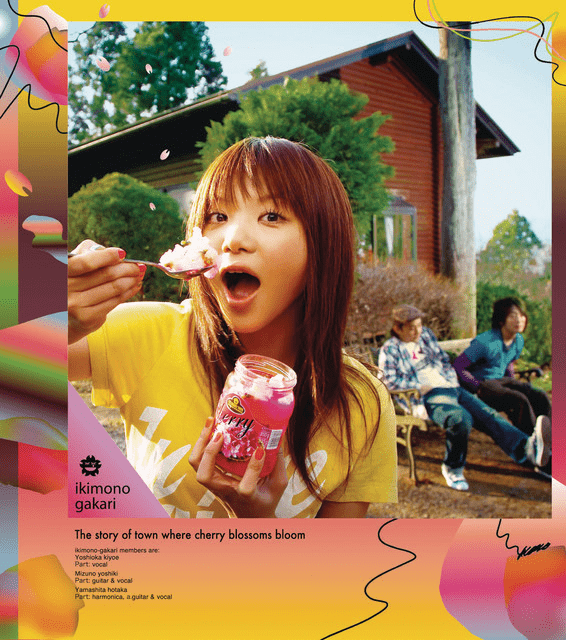 erry
ikimono
gakari
The story of town where cherry blossoms bloom
ikimono-gakari members are:
Yoshioka kiyoe
Part: vocal
Mizuno yoshiki
Part: guitar & vocal
Yamashita hotaka
Part: harmonica, a.guitar & vocal